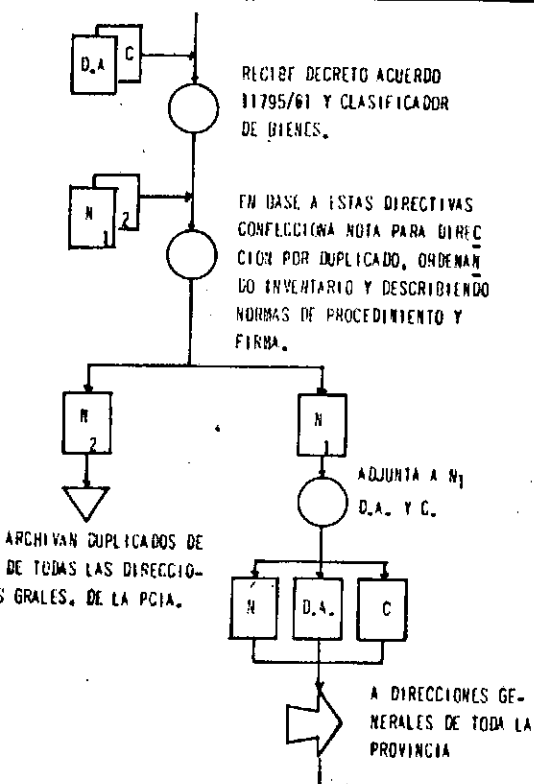 D.A C
RECIBE DECRETO ACUERDO
11795/61 Y CLASIFICADOR
DE BIENES.
N 1 2
EN BASE A ESTAS DIRECTIVAS
CONFECCIONA NOTA PARA DIREC
CION POR DUPLICADO, ORDENAN
DO INVENTARIO Y DESCRIBIENDO
NORMAS DE PROCEDIMIENTO Y
FIRMA.
N 2
N 1
ADJUNTA A N1
D.A. Y C.
ARCHIVAN DUPLICADOS DE
DE TODAS LAS DIRECCIO-
S GRALES. DE LA PCIA.
N D.A. C
A DIRECCIONES GE-
NERALES DE TODA LA
PROVINCIA